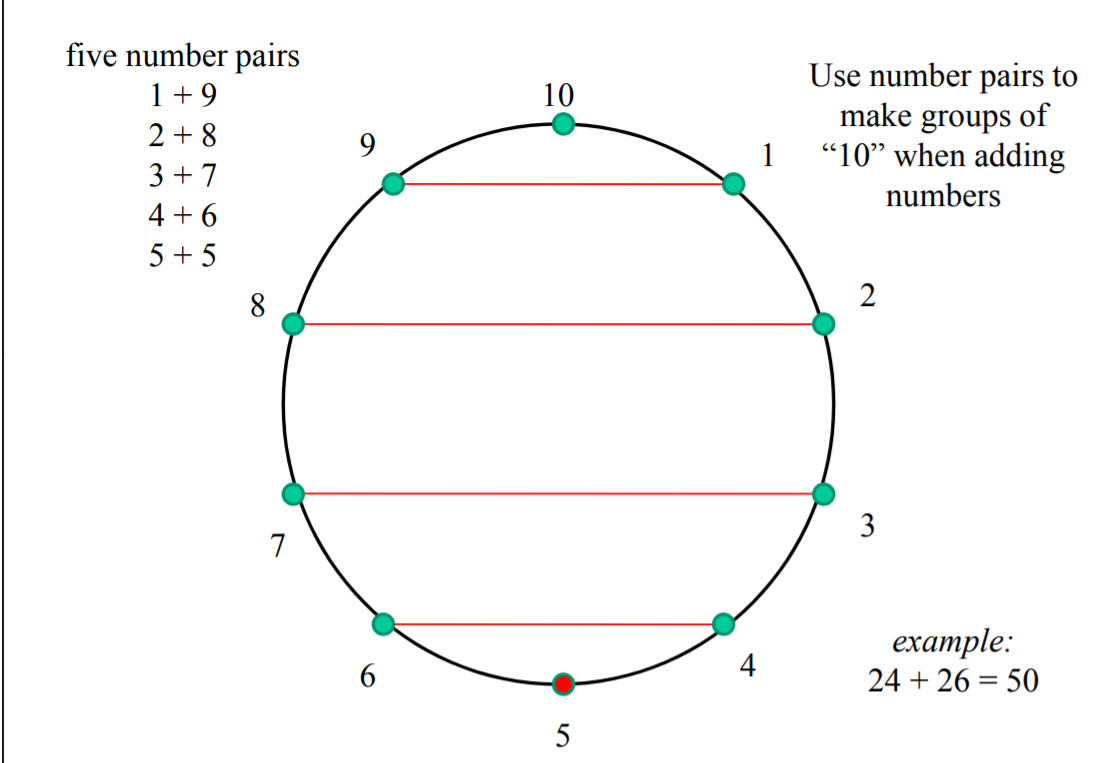 five number pairs
1 + 9
2 + 8
3 + 7
4 + 6
5 + 5
Use number pairs to
make groups of
“10” when adding
numbers
10
9
1
8
2
7
3
6
4
5
example:
24 + 26 = 50